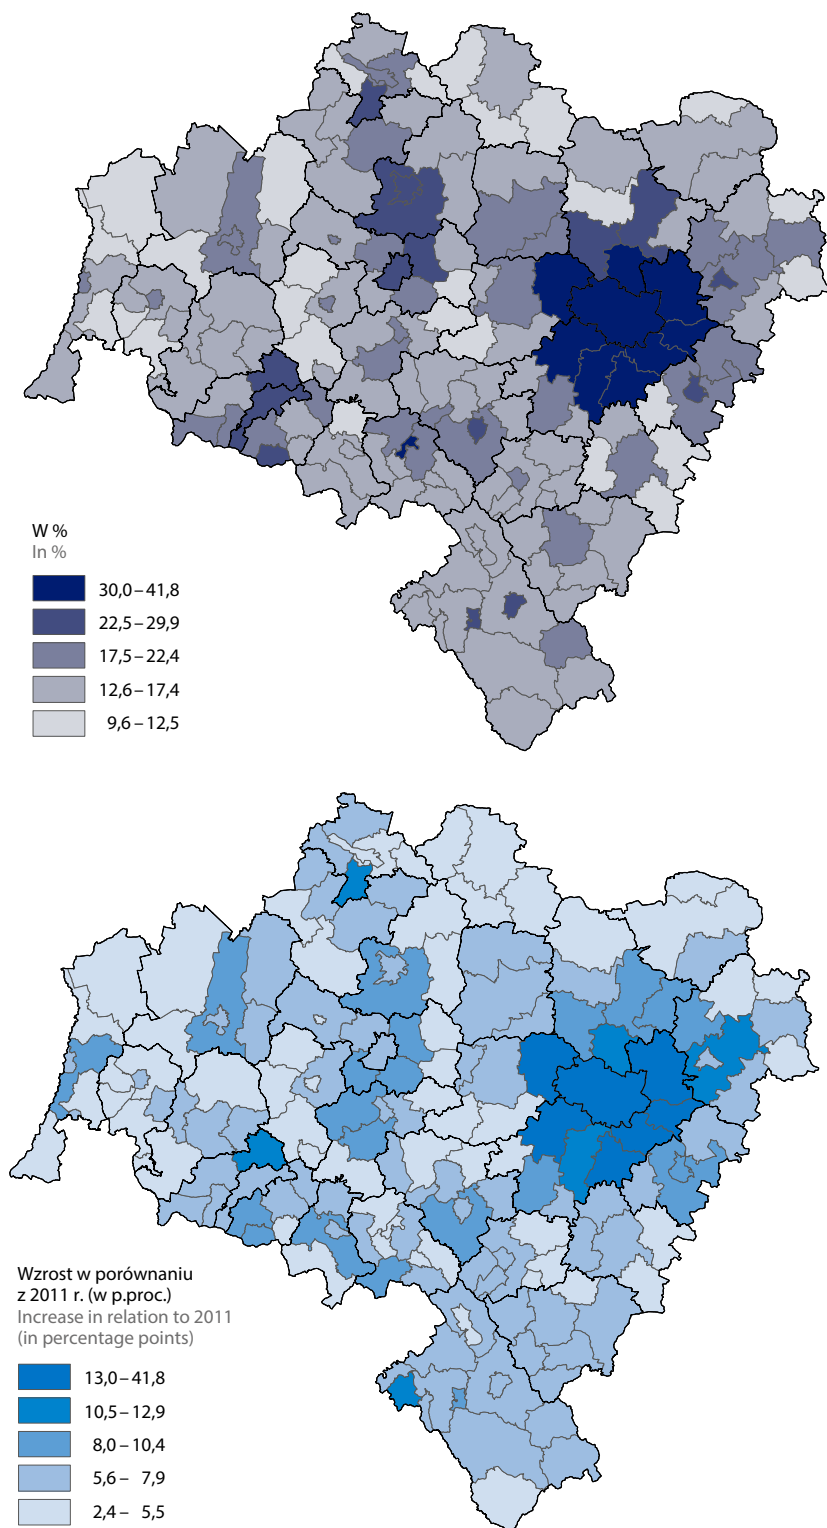 W %
In %
30,0–41,8
22,5–29,9
17,5–22,4
12,6–17,4
9,6–12,5
Wzrost w porównaniu
z 2011 r. (w p.proc.)
Increase in relation to 2011
(in percentage points)
13,0–41,8
10,5–12,9
8,0–10,4
5,6– 7,9
2,4– 5,5